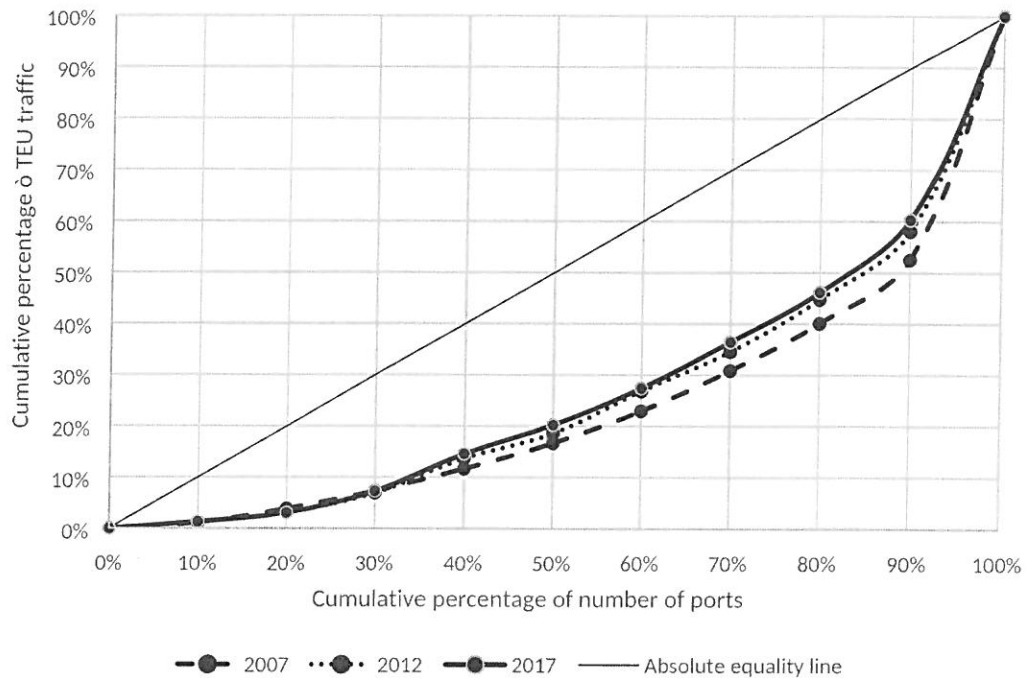 100%
90%
80%
70%
60%
50%
40%
30%
20%
10%
0%
Cumulative percentage ò TEU traffic
0% 10% 20% 30% 40% 50% 60% 70% 80% 90% 100%
Cumulative percentage of number of ports
2007 2012 2017 Absolute equality line